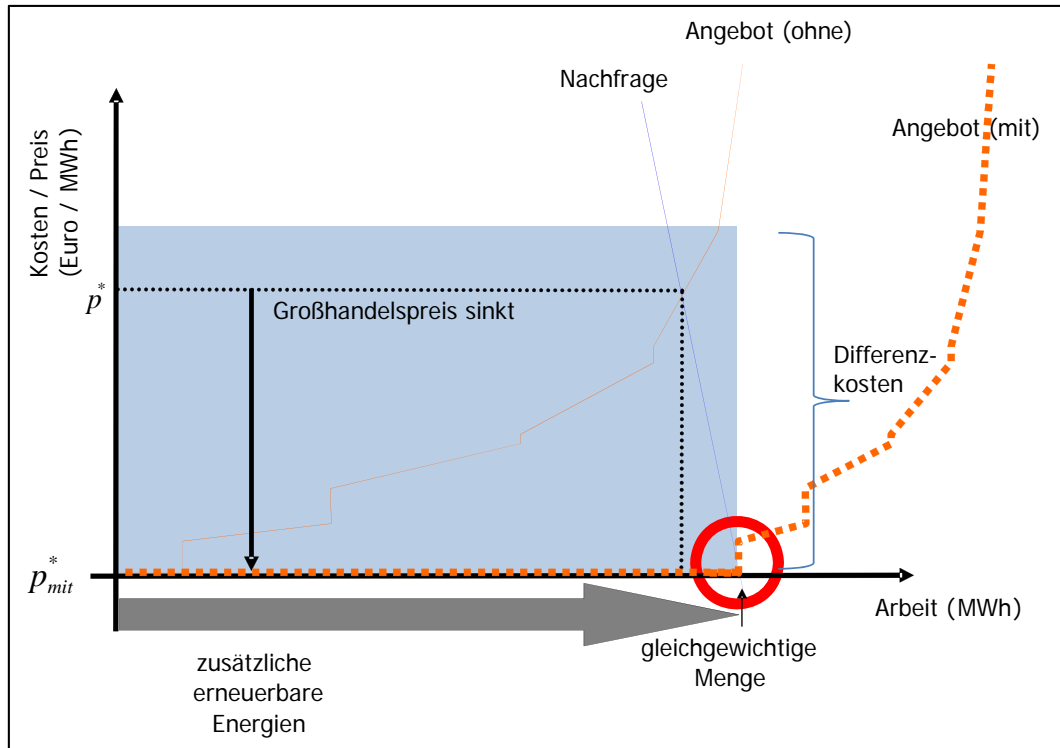 Angebot (ohne)
Nachfrage
Angebot (mit)
Kosten / Preis
(Euro / MWh)
p*
Großhandelspreis sinkt
Differenz-
kosten
p*mit
Arbeit (MWh)
gleichgewichtige
Menge
zusätzliche
erneuerbare
Energien